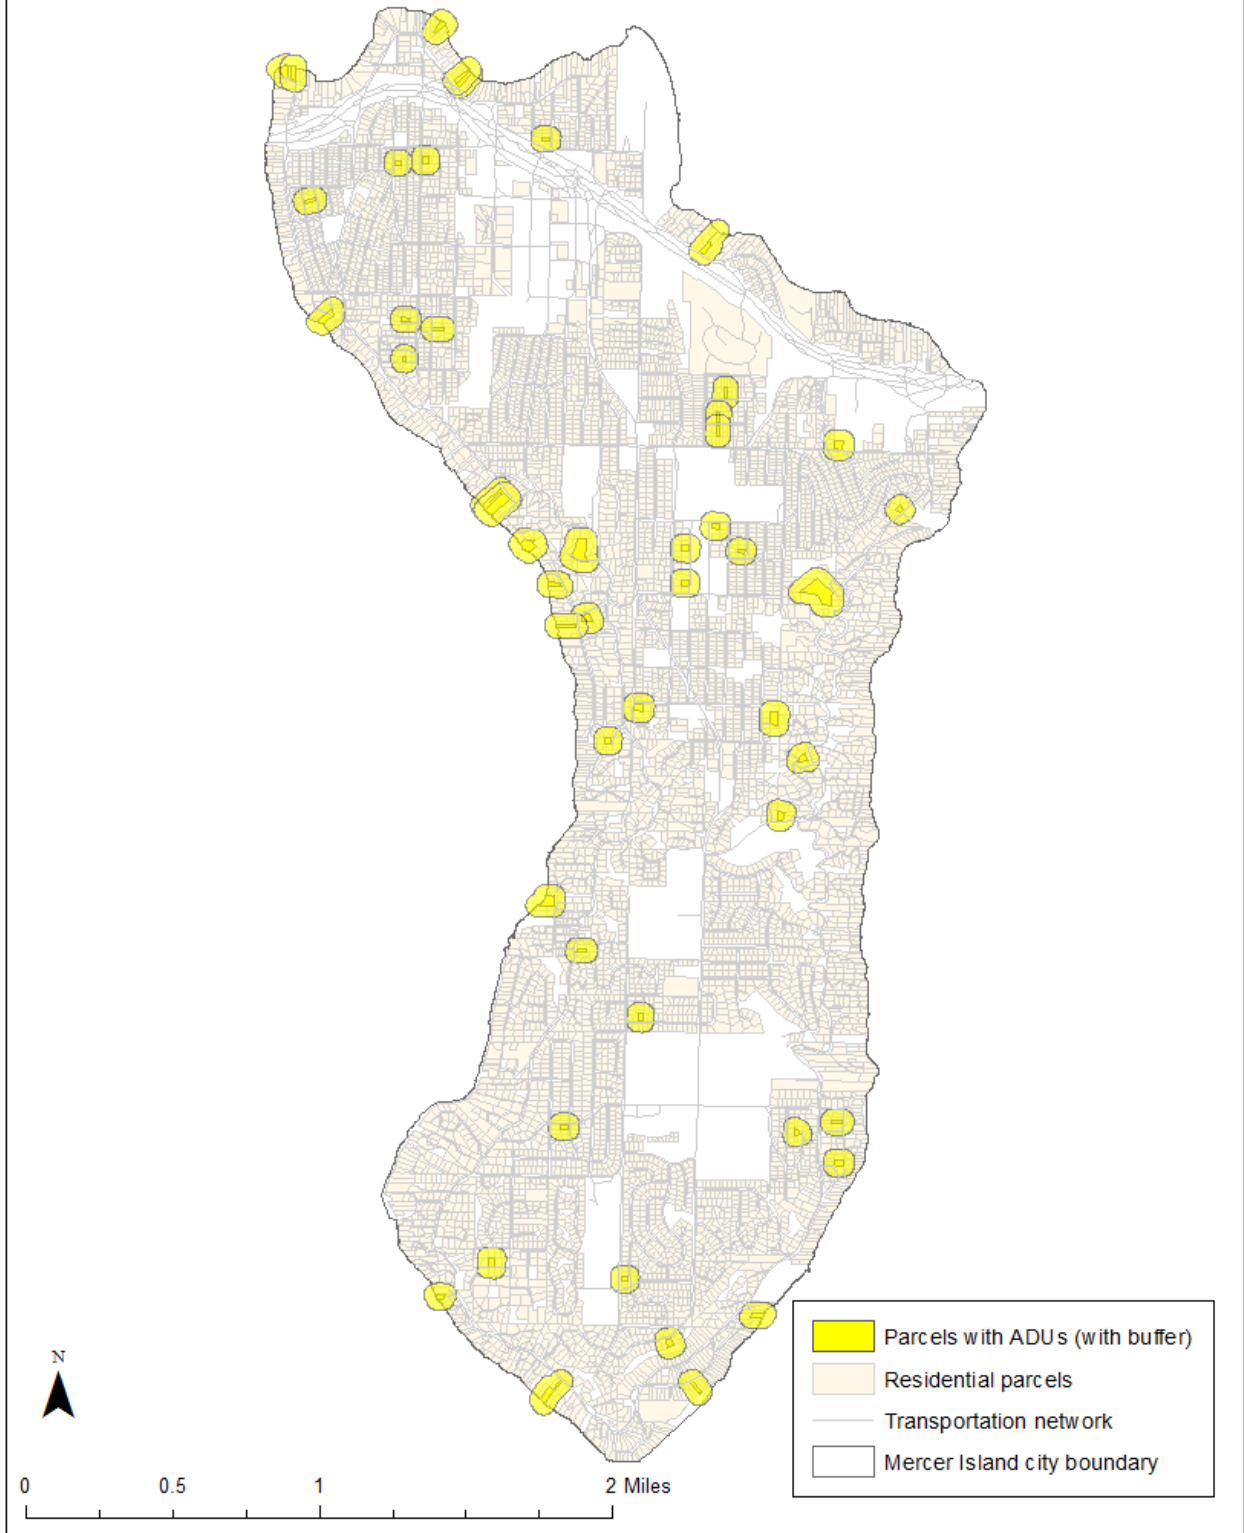 Parcels with ADUs (with buffer)
Residential parcels
Transportation network
Mercer Island city boundary
N
0 0.5 1 2 Miles